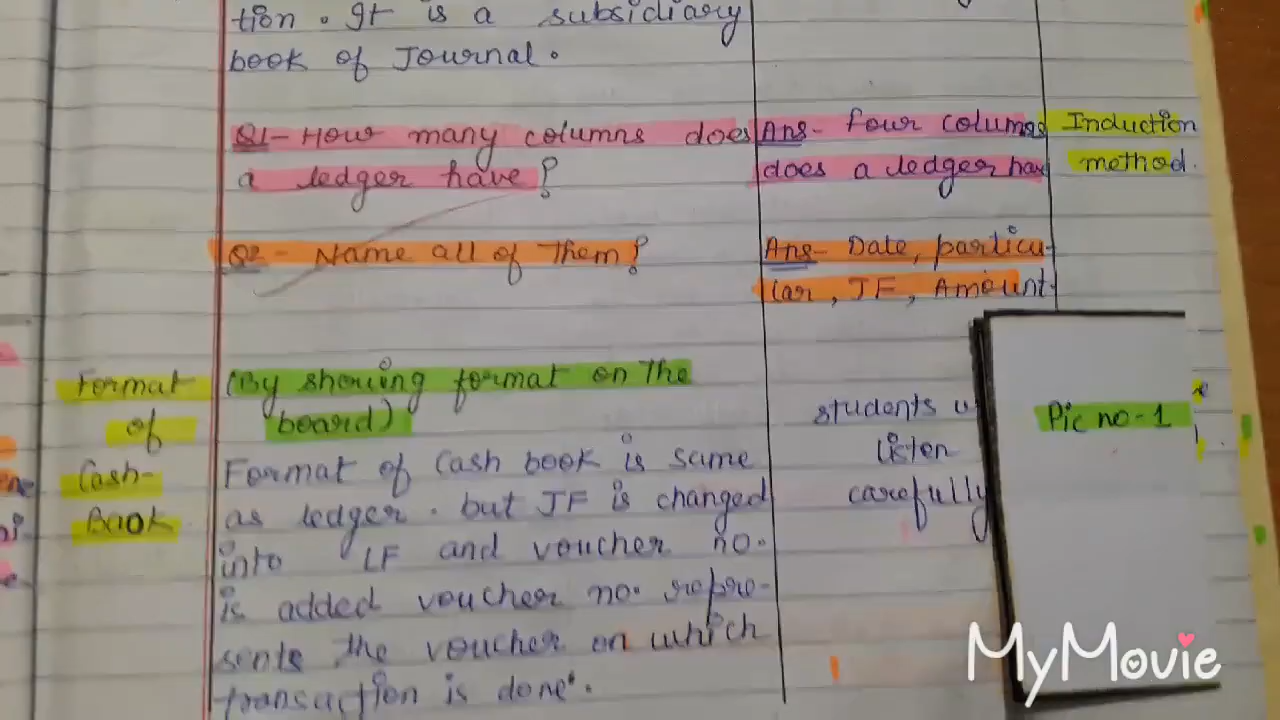 tion. It is a subsidiary
book of Journal.
Q1- How many columns does
a ledger have?
Ans- four columns
does a ledger hav
Induction
method.
Q2- Name all of them?
Ans- Date, particu-
lar, JF, Amount.
Format
of
Cash-
Book
(By showing format on the
board)
Format of Cash book is same
as ledger. but JF is changed
into LF and voucher no.
is added voucher no. repre-
sents the voucher on which
transaction is done.
students w
listen
carefully
Pic no-1
MyMovie